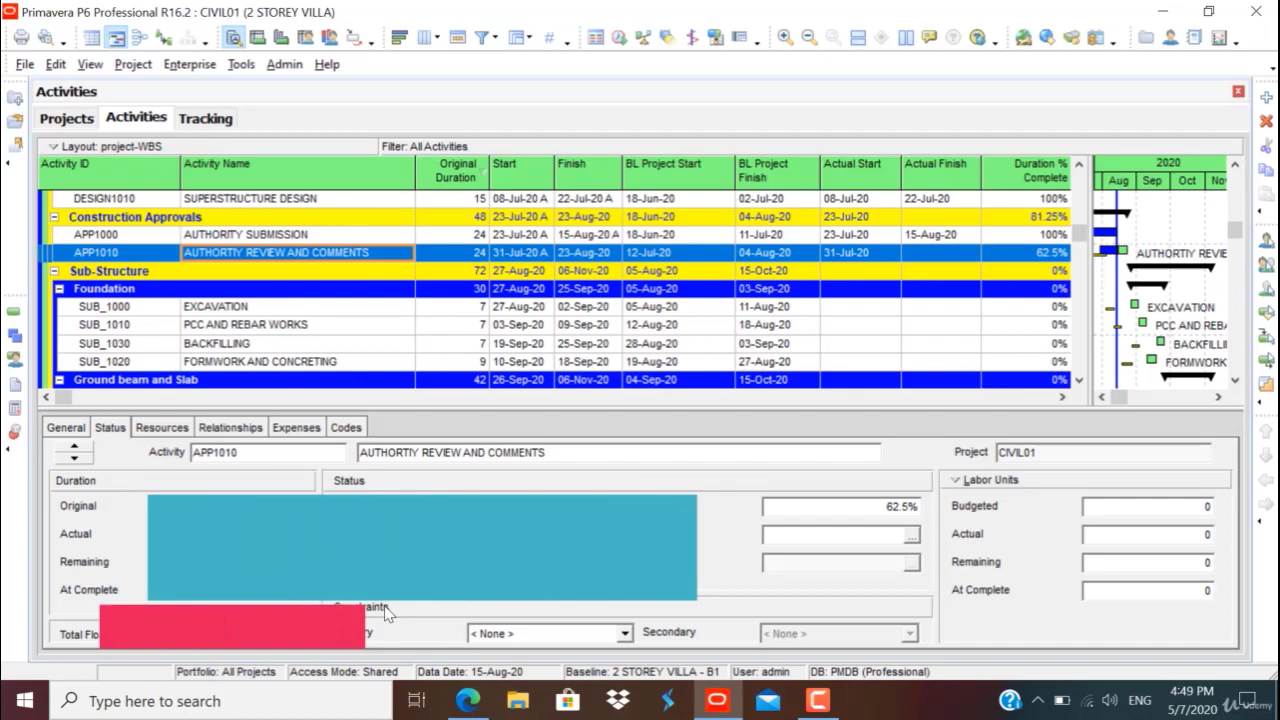 Primavera P6 Professional R16.2 : CIVIL01 (2 STOREY VILLA)
File Edit View Project Enterprise Tools Admin Help
Activities
Projects Activities Tracking
Layout: project-WBS Filter: All Activities
Activity ID Activity Name Original Duration Start Finish BL Project Start BL Project Finish Actual Start Actual Finish Duration % Complete 2020
Aug Sep Oct Nov
DESIGN1010 SUPERSTRUCTURE DESIGN 15 08-Jul-20 A 22-Jul-20 A 18-Jun-20 02-Jul-20 08-Jul-20 22-Jul-20 100%
Construction Approvals 48 23-Jul-20 A 23-Aug-20 18-Jun-20 04-Aug-20 23-Jul-20 81.25%
APP1000 AUTHORITY SUBMISSION 24 23-Jul-20 A 15-Aug-20 A 18-Jun-20 11-Jul-20 23-Jul-20 15-Aug-20 100%
APP1010 AUTHORTIY REVIEW AND COMMENTS 24 31-Jul-20 A 23-Aug-20 12-Jul-20 04-Aug-20 31-Jul-20 62.5% AUTHORTIY REVIE
Sub-Structure 72 27-Aug-20 06-Nov-20 05-Aug-20 15-Oct-20 0%
Foundation 30 27-Aug-20 25-Sep-20 05-Aug-20 03-Sep-20 0%
SUB_1000 EXCAVATION 7 27-Aug-20 02-Sep-20 05-Aug-20 11-Aug-20 0% EXCAVATION
SUB_1010 PCC AND REBAR WORKS 7 03-Sep-20 09-Sep-20 12-Aug-20 18-Aug-20 0% PCC AND REBA
SUB_1030 BACKFILLING 7 19-Sep-20 25-Sep-20 28-Aug-20 03-Sep-20 0% BACKFILLI
SUB_1020 FORMWORK AND CONCRETING 9 10-Sep-20 18-Sep-20 19-Aug-20 27-Aug-20 0% FORMWORK
Ground beam and Slab 42 26-Sep-20 06-Nov-20 04-Sep-20 15-Oct-20 0%
General Status Resources Relationships Expenses Codes
Activity APP1010 AUTHORTIY REVIEW AND COMMENTS Project CIVIL01
Duration Status Labor Units
Original 62.5% Budgeted 0
Actual ... Actual 0
Remaining ... Remaining 0
At Complete At Complete 0
Total Flo ry < None > Secondary < None >
Portfolio: All Projects Access Mode: Shared Data Date: 15-Aug-20 Baseline: 2 STOREY VILLA - B1 User: admin DB: PMDB (Professional)
Type here to search ENG 4:49 PM
5/7/2020
Udemy